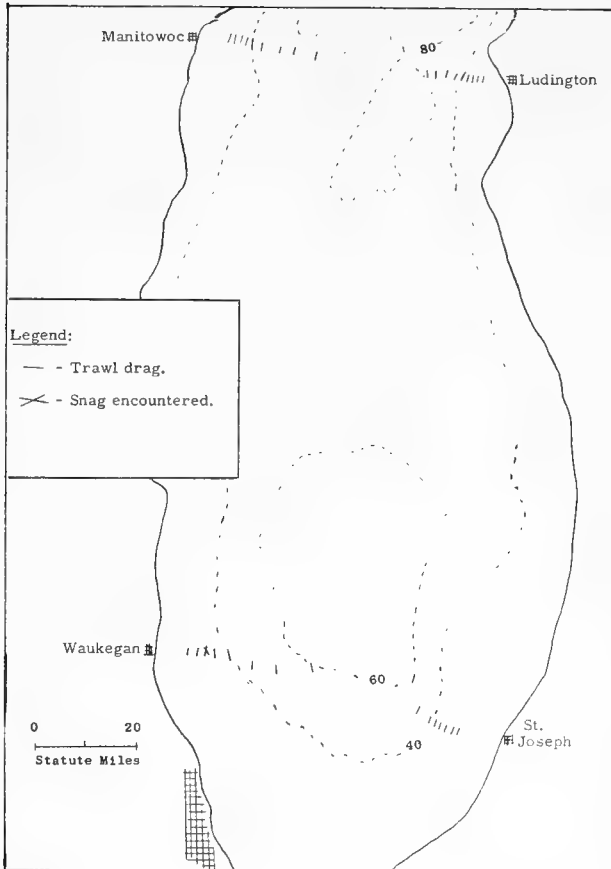 Manitowoc
80
Ludington
Legend:
- Trawl drag.
- Snag encountered.
Waukegan
60
St.
Joseph
40
0 20
Statute Miles